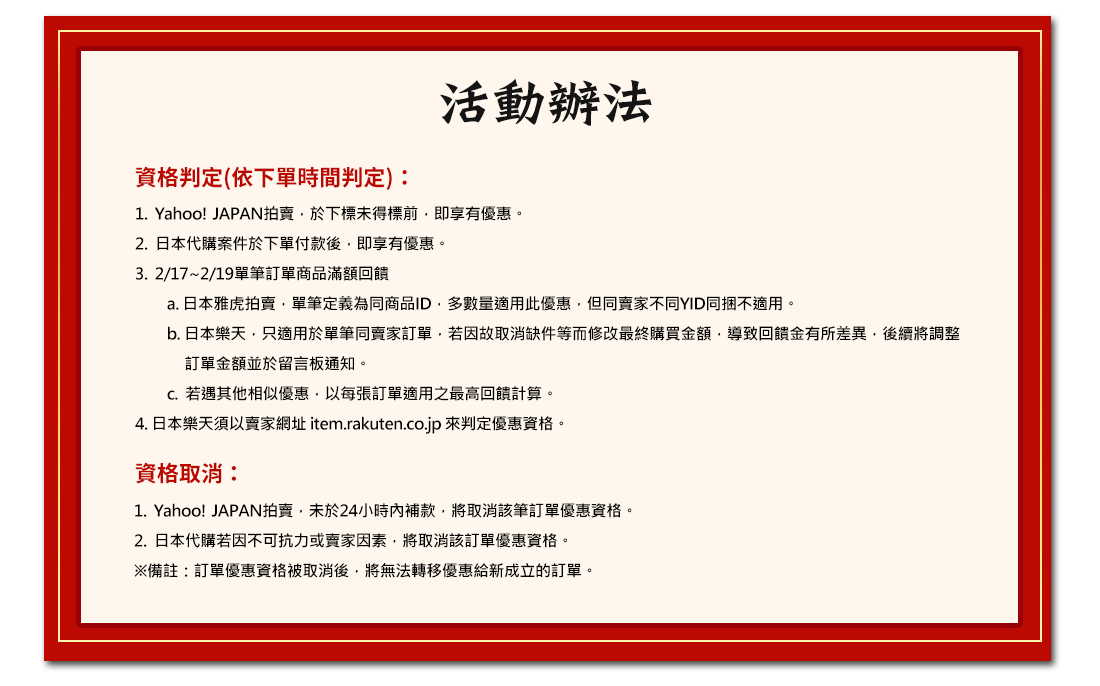 活動辦法
資格判定(依下單時間判定)：
1. Yahoo! JAPAN拍賣，於下標未得標前，即享有優惠。
2. 日本代購案件於下單付款後，即享有優惠。
3. 2/17~2/19單筆訂單商品滿額回饋
a. 日本雅虎拍賣，單筆定義為同商品ID，多數量適用此優惠，但同賣家不同YID同捆不適用。
b. 日本樂天，只適用於單筆同賣家訂單，若因故取消缺件等而修改最終購買金額，導致回饋金有所差異，後續將調整
訂單金額並於留言板通知。
c. 若遇其他相似優惠，以每張訂單適用之最高回饋計算。
4. 日本樂天須以賣家網址 item.rakuten.co.jp 來判定優惠資格。
資格取消：
1. Yahoo! JAPAN拍賣，未於24小時內補款，將取消該筆訂單優惠資格。
2. 日本代購若因不可抗力或賣家因素，將取消該訂單優惠資格。
※備註：訂單優惠資格被取消後，將無法轉移優惠給新成立的訂單。